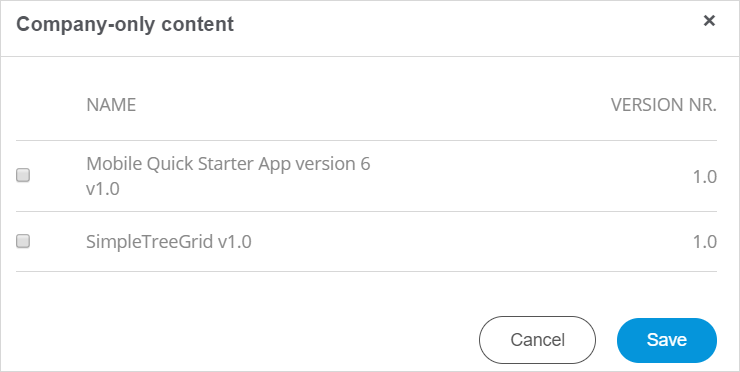 Company-only content ×
NAME VERSION NR.
Mobile Quick Starter App version 6
v1.0 1.0
SimpleTreeGrid v1.0 1.0
Cancel Save